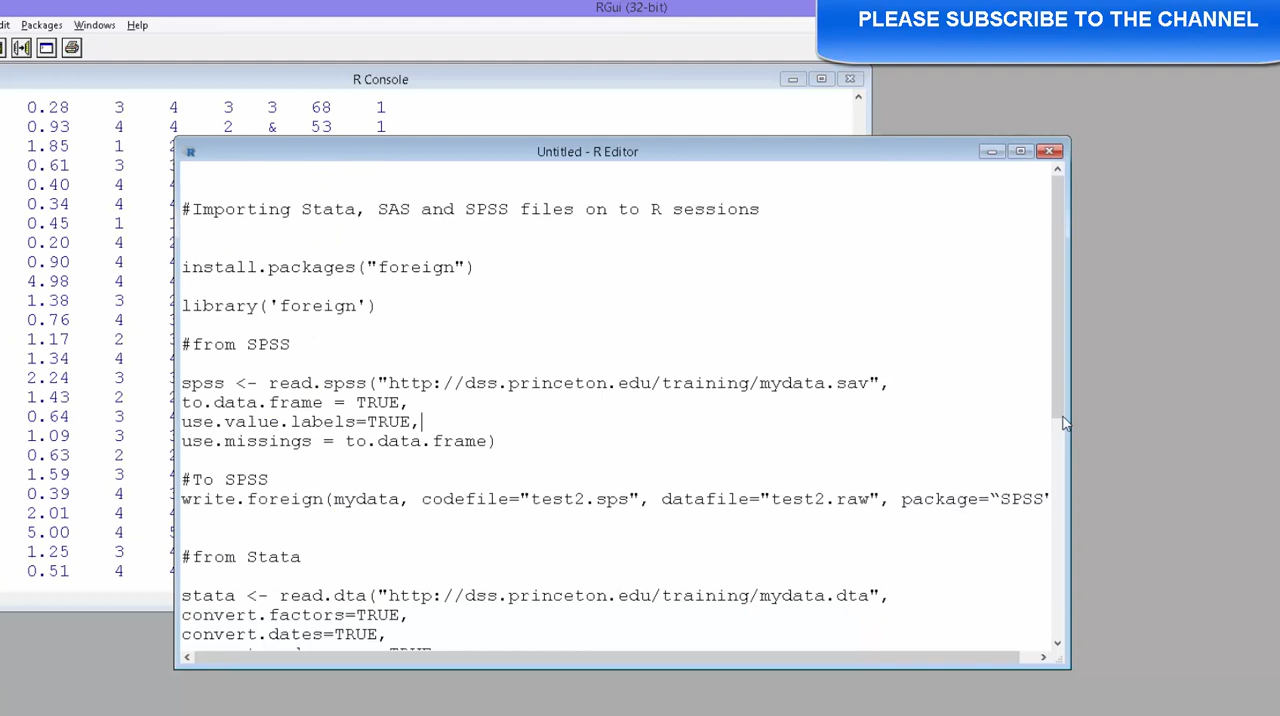 RGui (32-bit)
PLEASE SUBSCRIBE TO THE CHANNEL
dit Packages Windows Help
R Console
0.28 3 4 3 3 68 1
0.93 4 4 2 & 53 1
1.85 1
0.61 3
0.40 4
0.34 4
0.45 1
0.20 4
0.90 4
4.98 4
1.38 3
0.76 4
1.17 2
1.34 4
2.24 3
1.43 2
0.64 3
1.09 3
0.63 2
1.59 3
0.39 4
2.01 4
5.00 4
1.25 3
0.51 4
Untitled - R Editor
#Importing Stata, SAS and SPSS files on to R sessions
install.packages("foreign")
library('foreign')
#from SPSS
spss <- read.spss("http://dss.princeton.edu/training/mydata.sav",
to.data.frame = TRUE,
use.value.labels=TRUE,
use.missings = to.data.frame)
#To SPSS
write.foreign(mydata, codefile="test2.sps", datafile="test2.raw", package=“SPSS"
#from Stata
stata <- read.dta("http://dss.princeton.edu/training/mydata.dta",
convert.factors=TRUE,
convert.dates=TRUE,